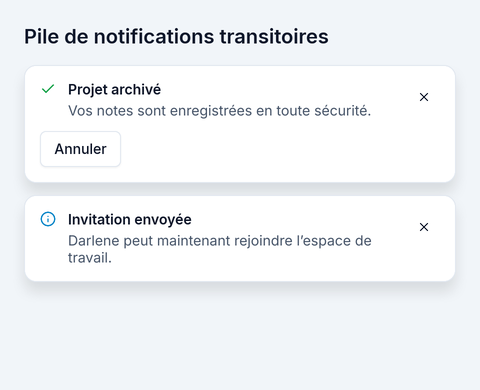 Pile de notifications transitoires
Projet archivé
Vos notes sont enregistrées en toute sécurité.
Annuler
Invitation envoyée
Darlene peut maintenant rejoindre l’espace de
travail.